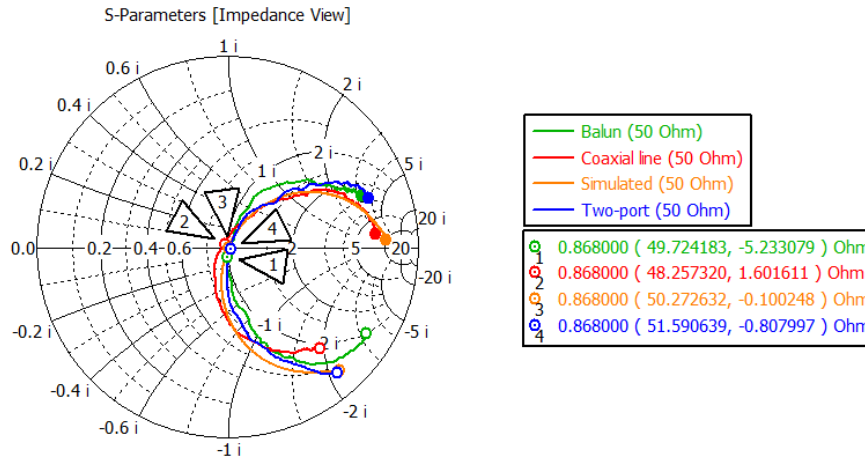 S-Parameters [Impedance View]
1 i
0.6 i
2 i
0.4 i
0.2 i
5 i
20 i
0.0
0.2
0.4
0.6
1
2
5
20
-20 i
-5 i
-0.2 i
-0.4 i
-0.6 i
-1 i
-2 i
1 i
2 i
-1 i
-2 i
1
2
3
4
Balun (50 Ohm)
Coaxial line (50 Ohm)
Simulated (50 Ohm)
Two-port (50 Ohm)
1 0.868000 ( 49.724183, -5.233079 ) Ohm
2 0.868000 ( 48.257320, 1.601611 ) Ohm
3 0.868000 ( 50.272632, -0.100248 ) Ohm
4 0.868000 ( 51.590639, -0.807997 ) Ohm